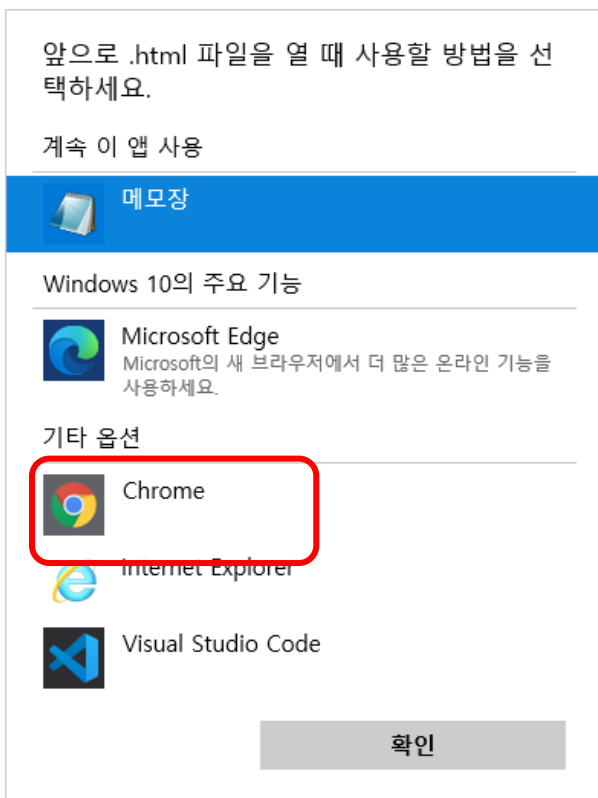 앞으로 .html 파일을 열 때 사용할 방법을 선
택하세요.
계속 이 앱 사용
메모장
Windows 10의 주요 기능
Microsoft Edge
Microsoft의 새 브라우저에서 더 많은 온라인 기능을
사용하세요.
기타 옵션
Chrome
Internet Explorer
Visual Studio Code
확인